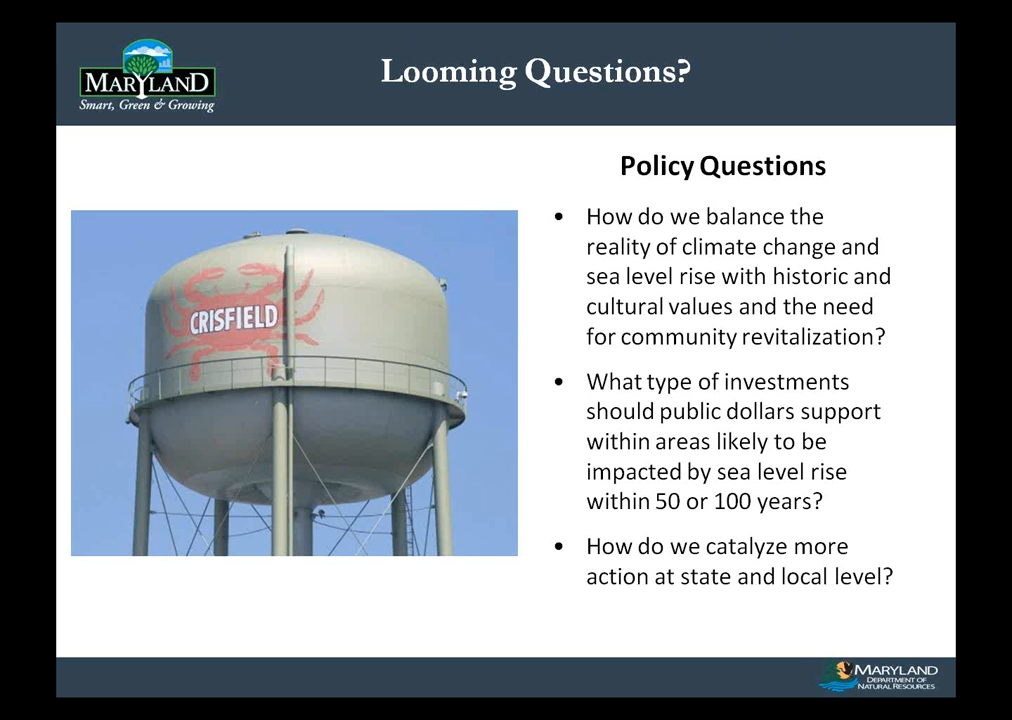 MARYLAND
Smart, Green & Growing
Looming Questions?
Policy Questions
• How do we balance the
reality of climate change and
sea level rise with historic and
cultural values and the need
for community revitalization?
• What type of investments
should public dollars support
within areas likely to be
impacted by sea level rise
within 50 or 100 years?
• How do we catalyze more
action at state and local level?
CRISFIELD
MARYLAND
DEPARTMENT OF
NATURAL RESOURCES